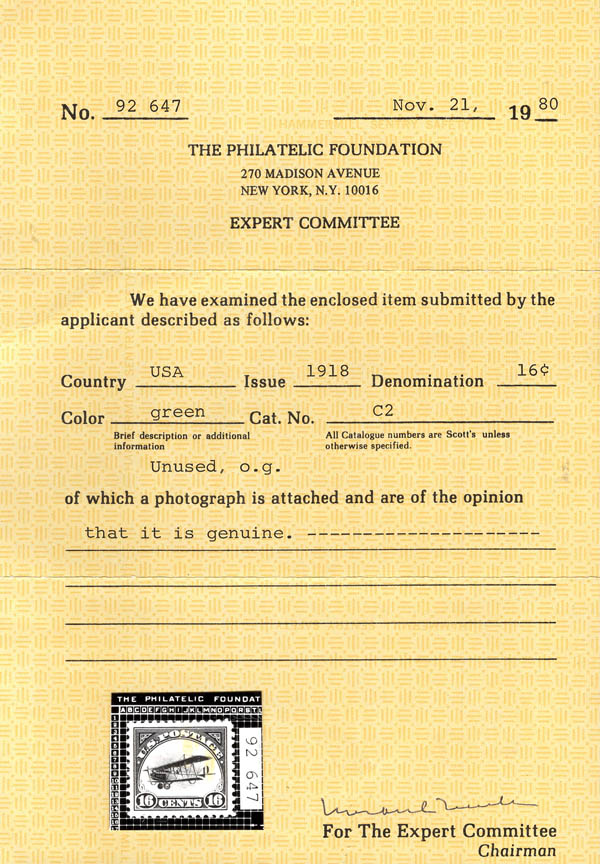 No. 92 647 Nov. 21, 19 80
THE PHILATELIC FOUNDATION
270 MADISON AVENUE
NEW YORK, N.Y. 10016
EXPERT COMMITTEE
We have examined the enclosed item submitted by the
applicant described as follows:
Country USA Issue 1918 Denomination 16¢
Color green Cat. No. C2
Brief description or additional
information
All Catalogue numbers are Scott's unless
otherwise specified.
Unused, o.g.
of which a photograph is attached and are of the opinion
that it is genuine. ---------------------
THE PHILATELIC FOUNDAT
ABCDEFGHIJKLMNOPQRST
U.S. POSTAGE
92 647
16 CENTS 16
For The Expert Committee
Chairman